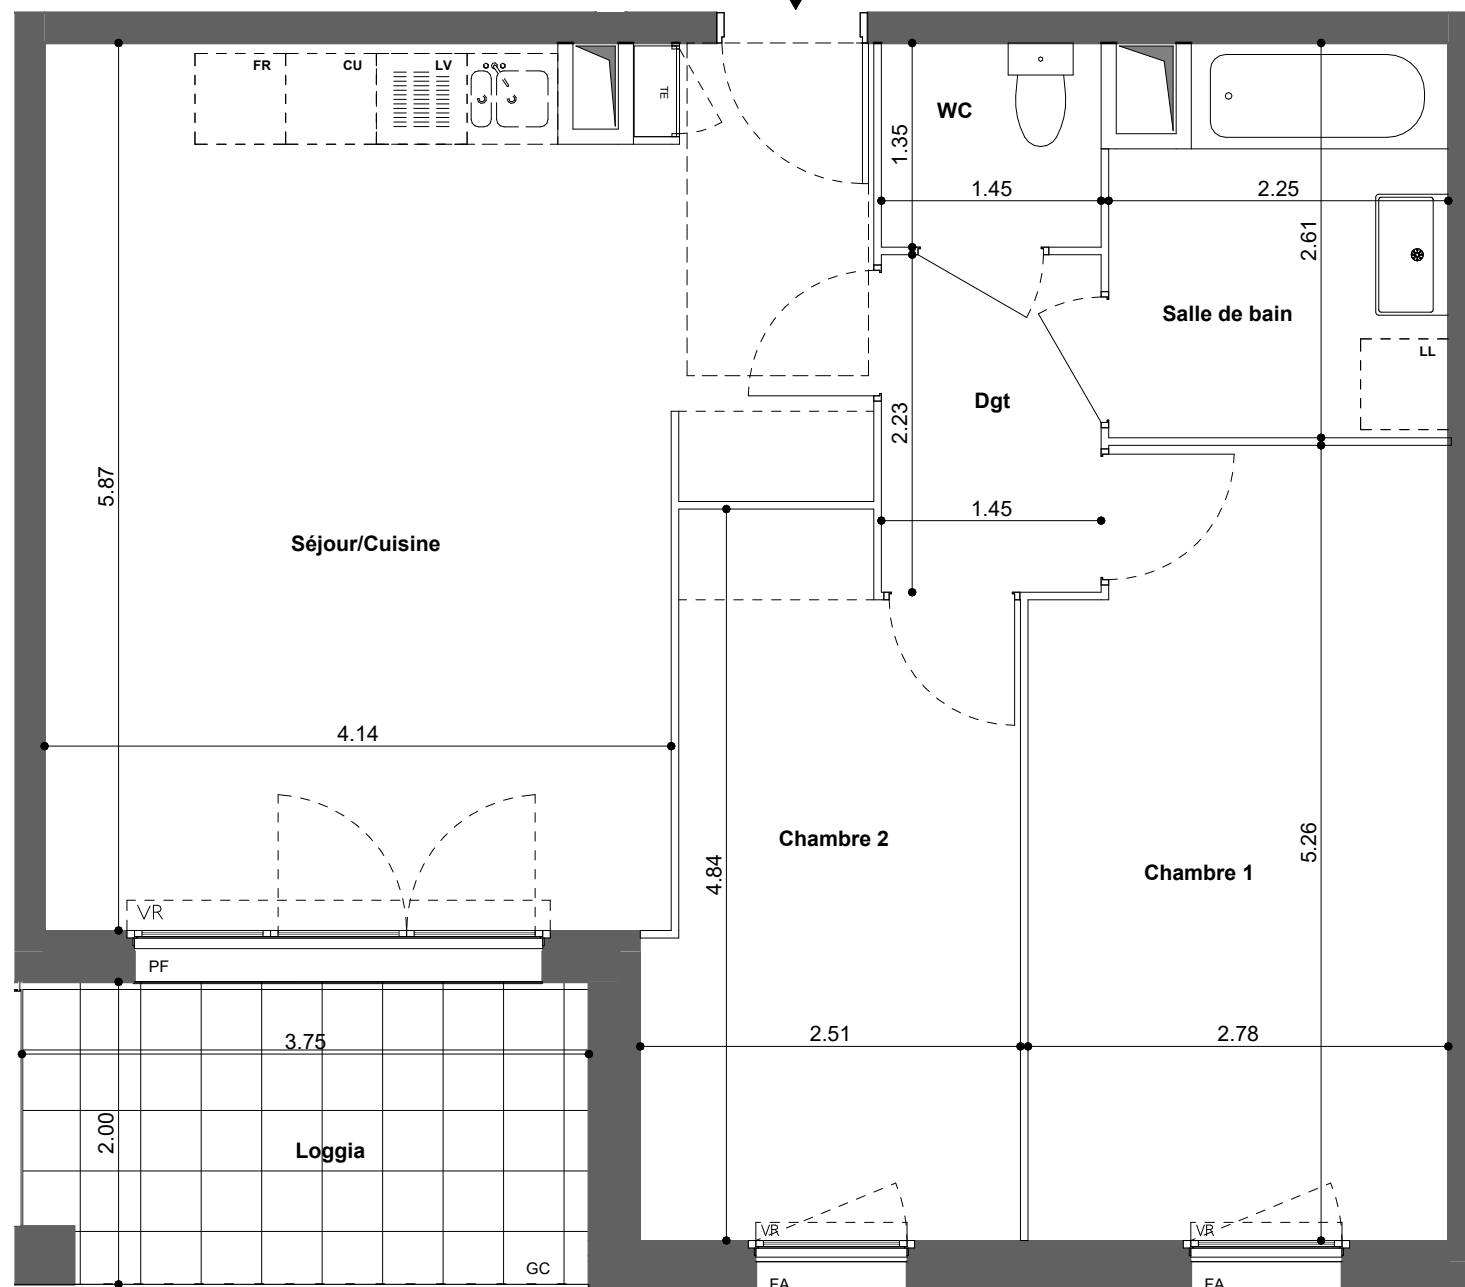 FR
CU
LV
TE
WC
1.35
1.45
2.25
2.61
Salle de bain
LL
Dgt
2.23
1.45
5.87
Séjour/Cuisine
4.14
Chambre 2
4.84
Chambre 1
5.26
VR
PF
3.75
2.51
2.78
2.00
Loggia
VR
VR
GC
FA
FA